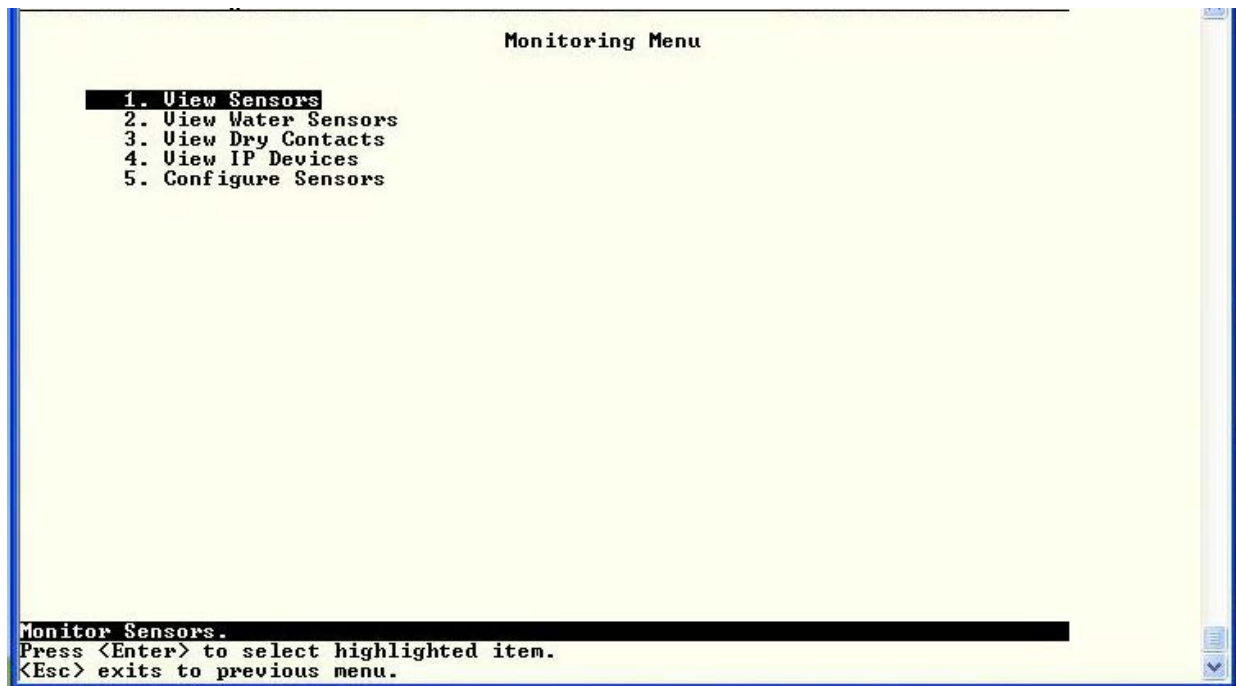 Monitoring Menu
1. View Sensors
2. View Water Sensors
3. View Dry Contacts
4. View IP Devices
5. Configure Sensors
Monitor Sensors.
Press <Enter> to select highlighted item.
<Esc> exits to previous menu.